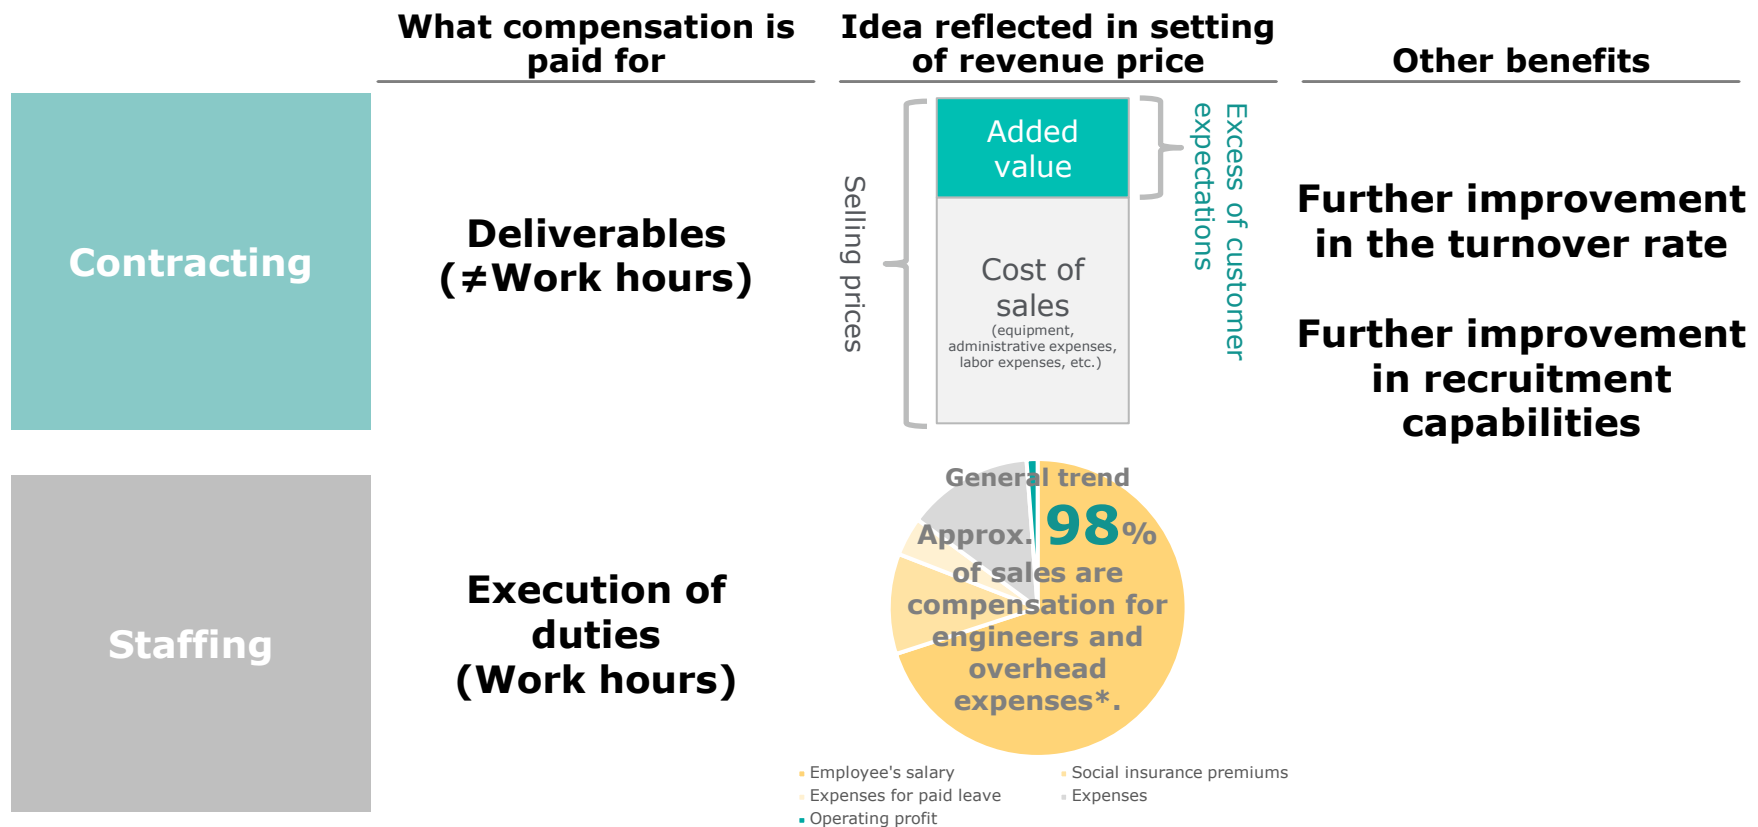 What compensation is
paid for
Idea reflected in setting
of revenue price
Other benefits
Contracting
Deliverables
(≠Work hours)
Selling prices
Added
value
Cost of
sales
(equipment,
administrative expenses,
labor expenses, etc.)
Excess of customer
expectations
Further improvement
in the turnover rate
Further improvement
in recruitment
capabilities
Staffing
Execution of
duties
(Work hours)
General trend
Approx. 98%
of sales are
compensation for
engineers and
overhead
expenses*.
Employee's salary
Social insurance premiums
Expenses for paid leave
Expenses
Operating profit